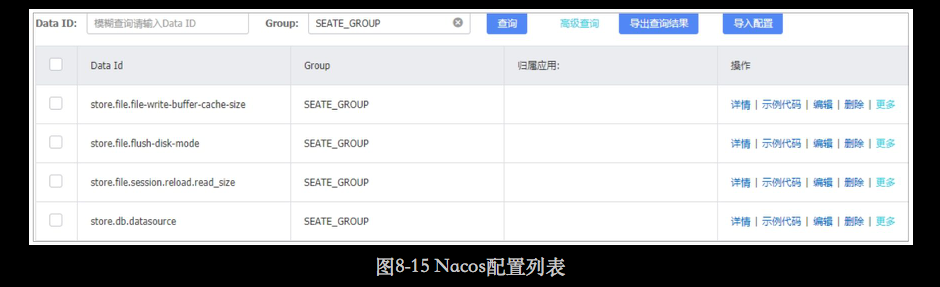 Data ID: 模糊查询请输入Data ID Group: SEATE_GROUP 查询 高级查询 导出查询结果 导入配置
Data Id Group 归属应用: 操作
store.file.file-write-buffer-cache-size SEATE_GROUP 详情 | 示例代码 | 编辑 | 删除 | 更多
store.file.flush-disk-mode SEATE_GROUP 详情 | 示例代码 | 编辑 | 删除 | 更多
store.file.session.reload.read_size SEATE_GROUP 详情 | 示例代码 | 编辑 | 删除 | 更多
store.db.datasource SEATE_GROUP 详情 | 示例代码 | 编辑 | 删除 | 更多
图8-15 Nacos配置列表